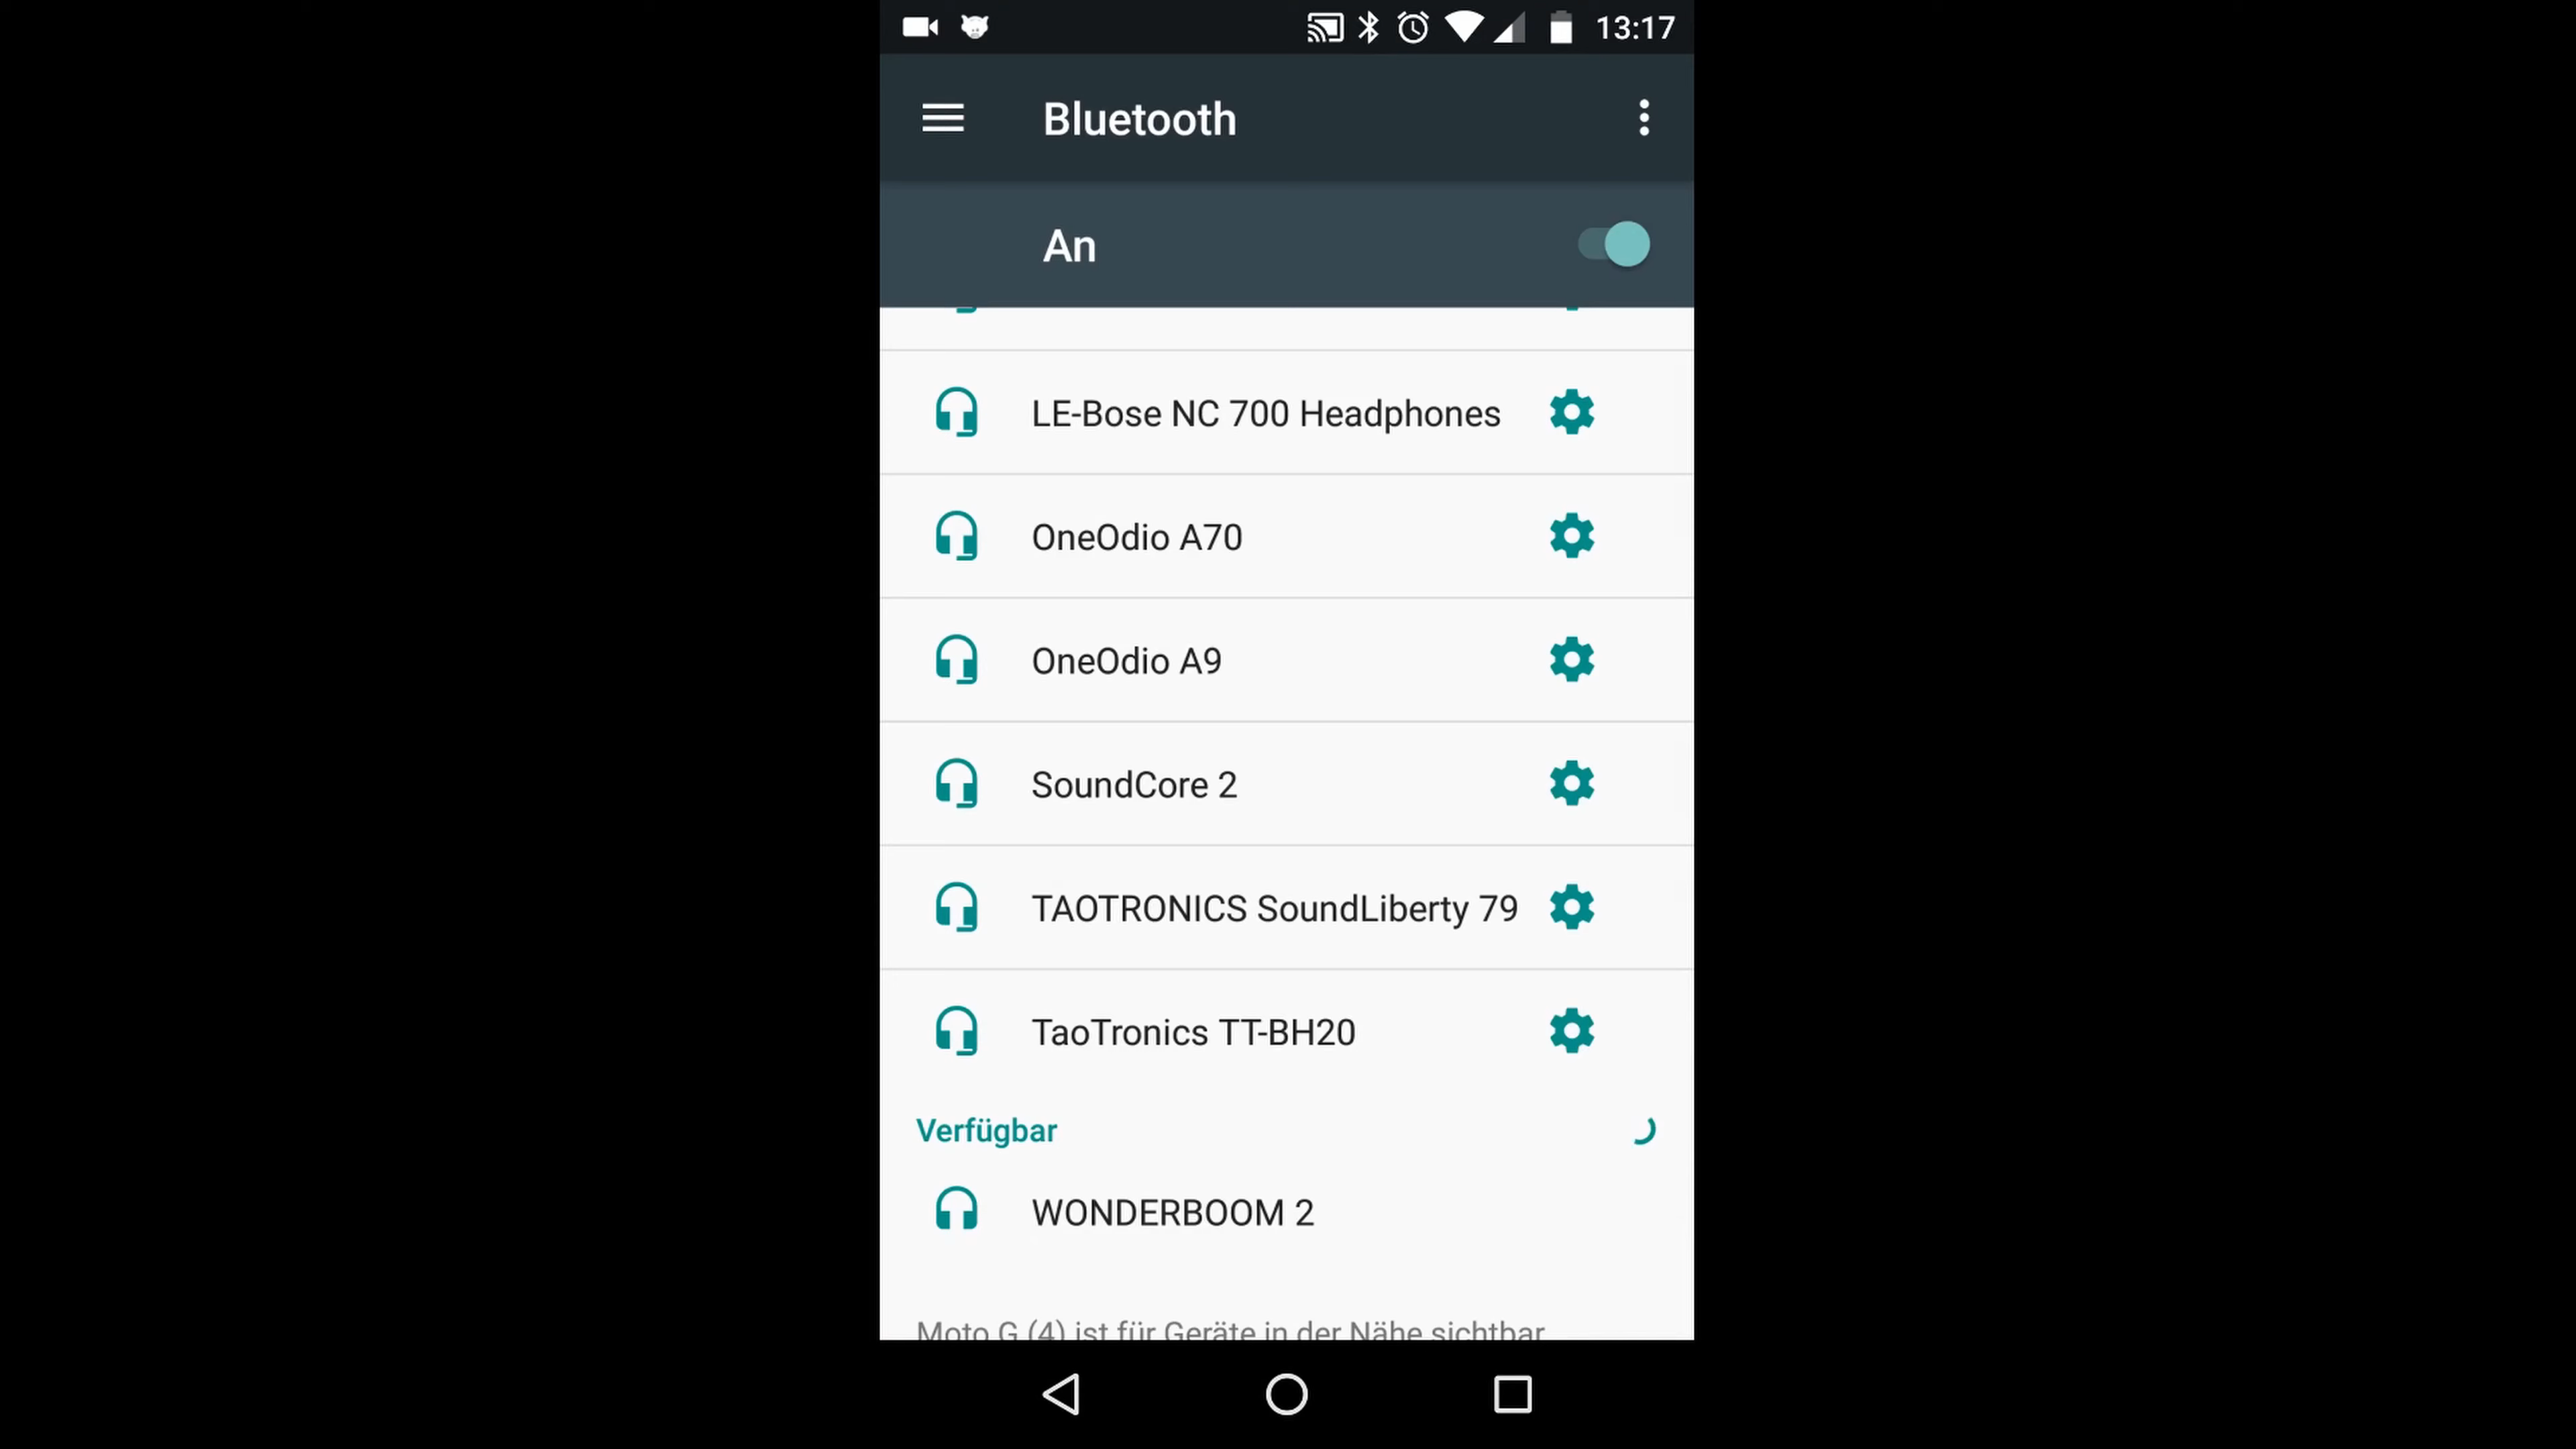 13:17
Bluetooth
An
LE-Bose NC 700 Headphones
OneOdio A70
OneOdio A9
SoundCore 2
TAOTRONICS SoundLiberty 79
TaoTronics TT-BH20
Verfügbar
WONDERBOOM 2
Moto G (4) ist für Geräte in der Nähe sichtbar